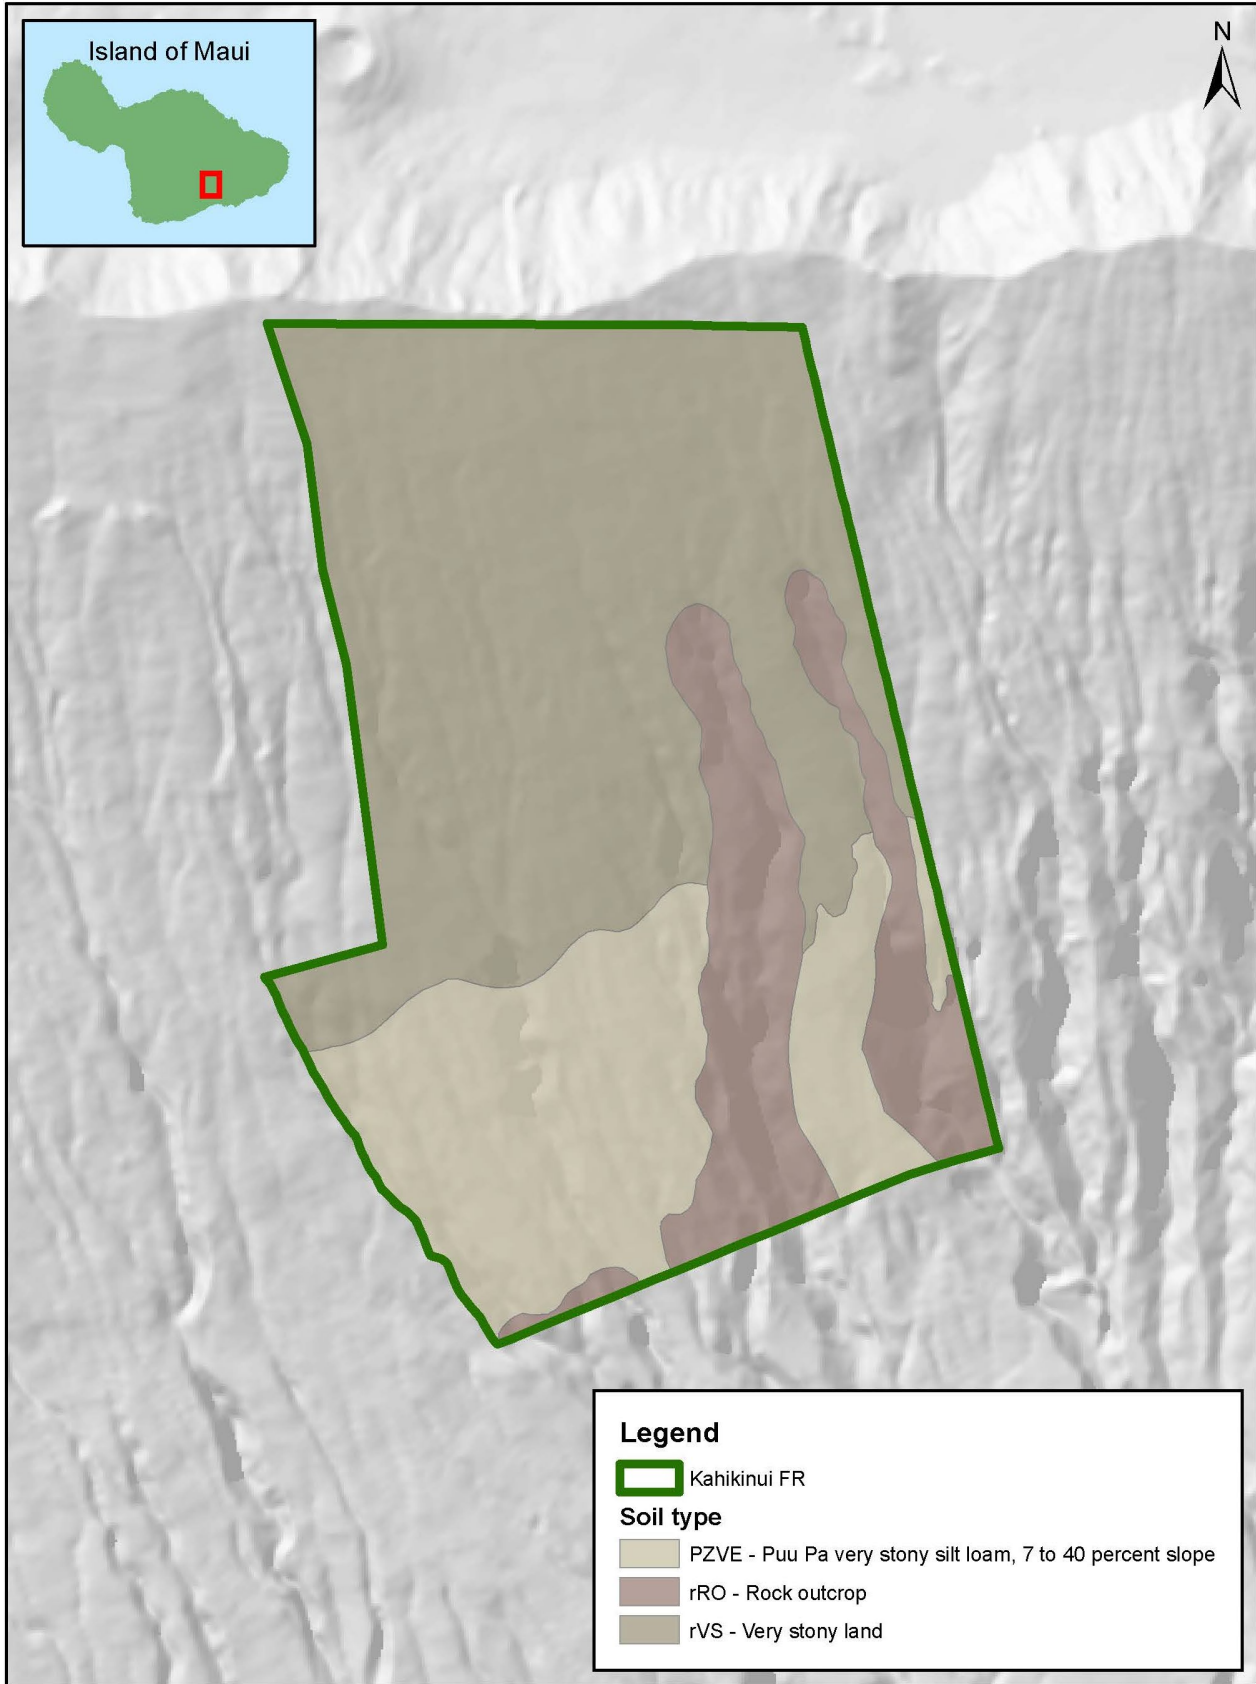 Island of Maui
N
Legend
Kahikinui FR
Soil type
PZVE - Puu Pa very stony silt loam, 7 to 40 percent slope
rRO - Rock outcrop
rVS - Very stony land